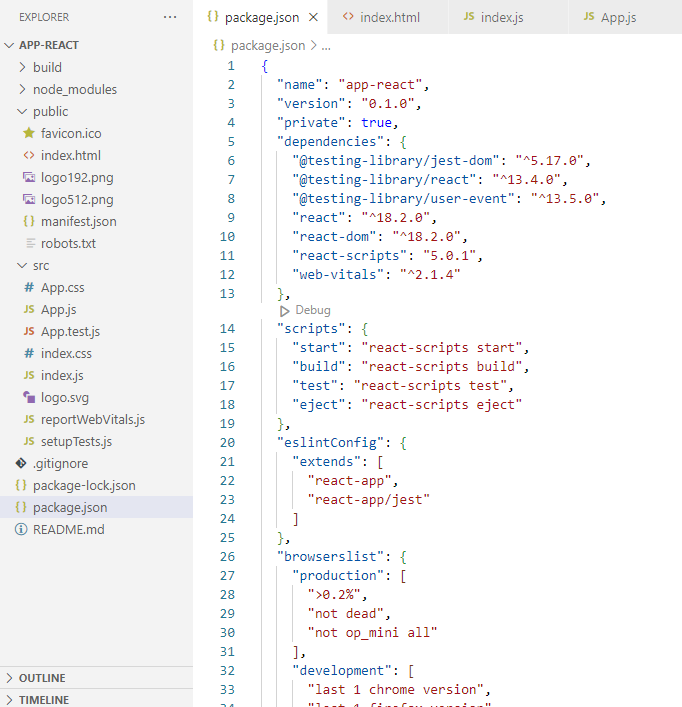 EXPLORER
···
APP-REACT
build
node_modules
public
favicon.ico
index.html
logo192.png
logo512.png
manifest.json
robots.txt
src
App.css
App.js
App.test.js
index.css
index.js
logo.svg
reportWebVitals.js
setupTests.js
.gitignore
package-lock.json
package.json
README.md
OUTLINE
TIMELINE
{} package.json × <> index.html JS index.js JS App.js
{} package.json > ...
1 {
2 "name": "app-react",
3 "version": "0.1.0",
4 "private": true,
5 "dependencies": {
6 "@testing-library/jest-dom": "^5.17.0",
7 "@testing-library/react": "^13.4.0",
8 "@testing-library/user-event": "^13.5.0",
9 "react": "^18.2.0",
10 "react-dom": "^18.2.0",
11 "react-scripts": "5.0.1",
12 "web-vitals": "^2.1.4"
13 },
Debug
14 "scripts": {
15 "start": "react-scripts start",
16 "build": "react-scripts build",
17 "test": "react-scripts test",
18 "eject": "react-scripts eject"
19 },
20 "eslintConfig": {
21 "extends": [
22 "react-app",
23 "react-app/jest"
24 ]
25 },
26 "browserslist": {
27 "production": [
28 ">0.2%",
29 "not dead",
30 "not op_mini all"
31 ],
32 "development": [
33 "last 1 chrome version",
34 "last 1 firefox version",